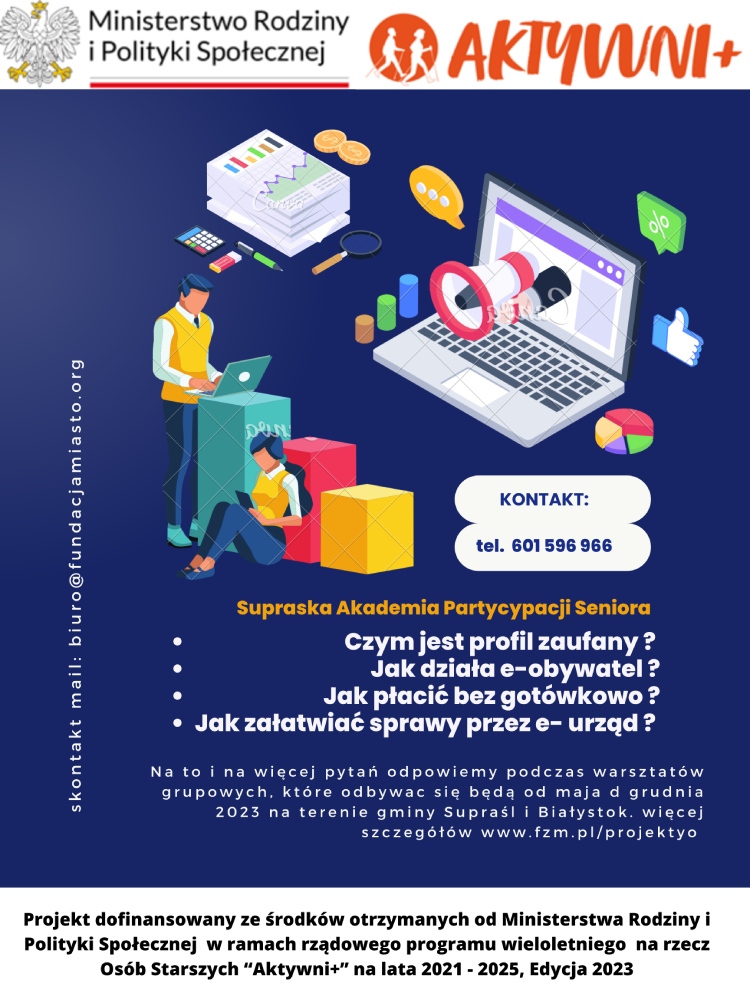 Ministerstwo Rodziny
i Polityki Społecznej
AKTYWNI+
Canva
%
Canva
Canva
skontakt mail: biuro@fundacjamiasto.org
KONTAKT:
tel. 601 596 966
Supraska Akademia Partycypacji Seniora
• Czym jest profil zaufany ?
• Jak działa e-obywatel ?
• Jak płacić bez gotówkowo ?
• Jak załatwiać sprawy przez e- urząd ?
Na to i na więcej pytań odpowiemy podczas warsztatów
grupowych, które odbywac się będą od maja d grudnia
2023 na terenie gminy Supraśl i Białystok. więcej
szczegółów www.fzm.pl/projektyo
Projekt dofinansowany ze środków otrzymanych od Ministerstwa Rodziny i
Polityki Społecznej w ramach rządowego programu wieloletniego na rzecz
Osób Starszych “Aktywni+” na lata 2021 - 2025, Edycja 2023